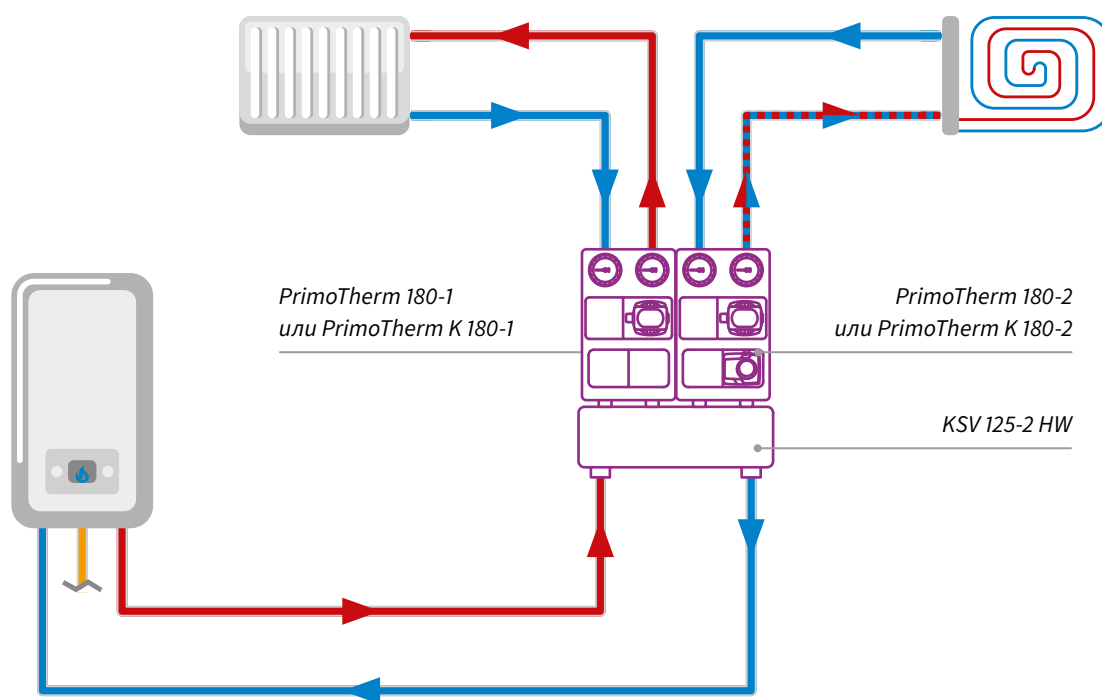 PrimoTherm 180-1
или PrimoTherm K 180-1
PrimoTherm 180-2
или PrimoTherm K 180-2
KSV 125-2 HW